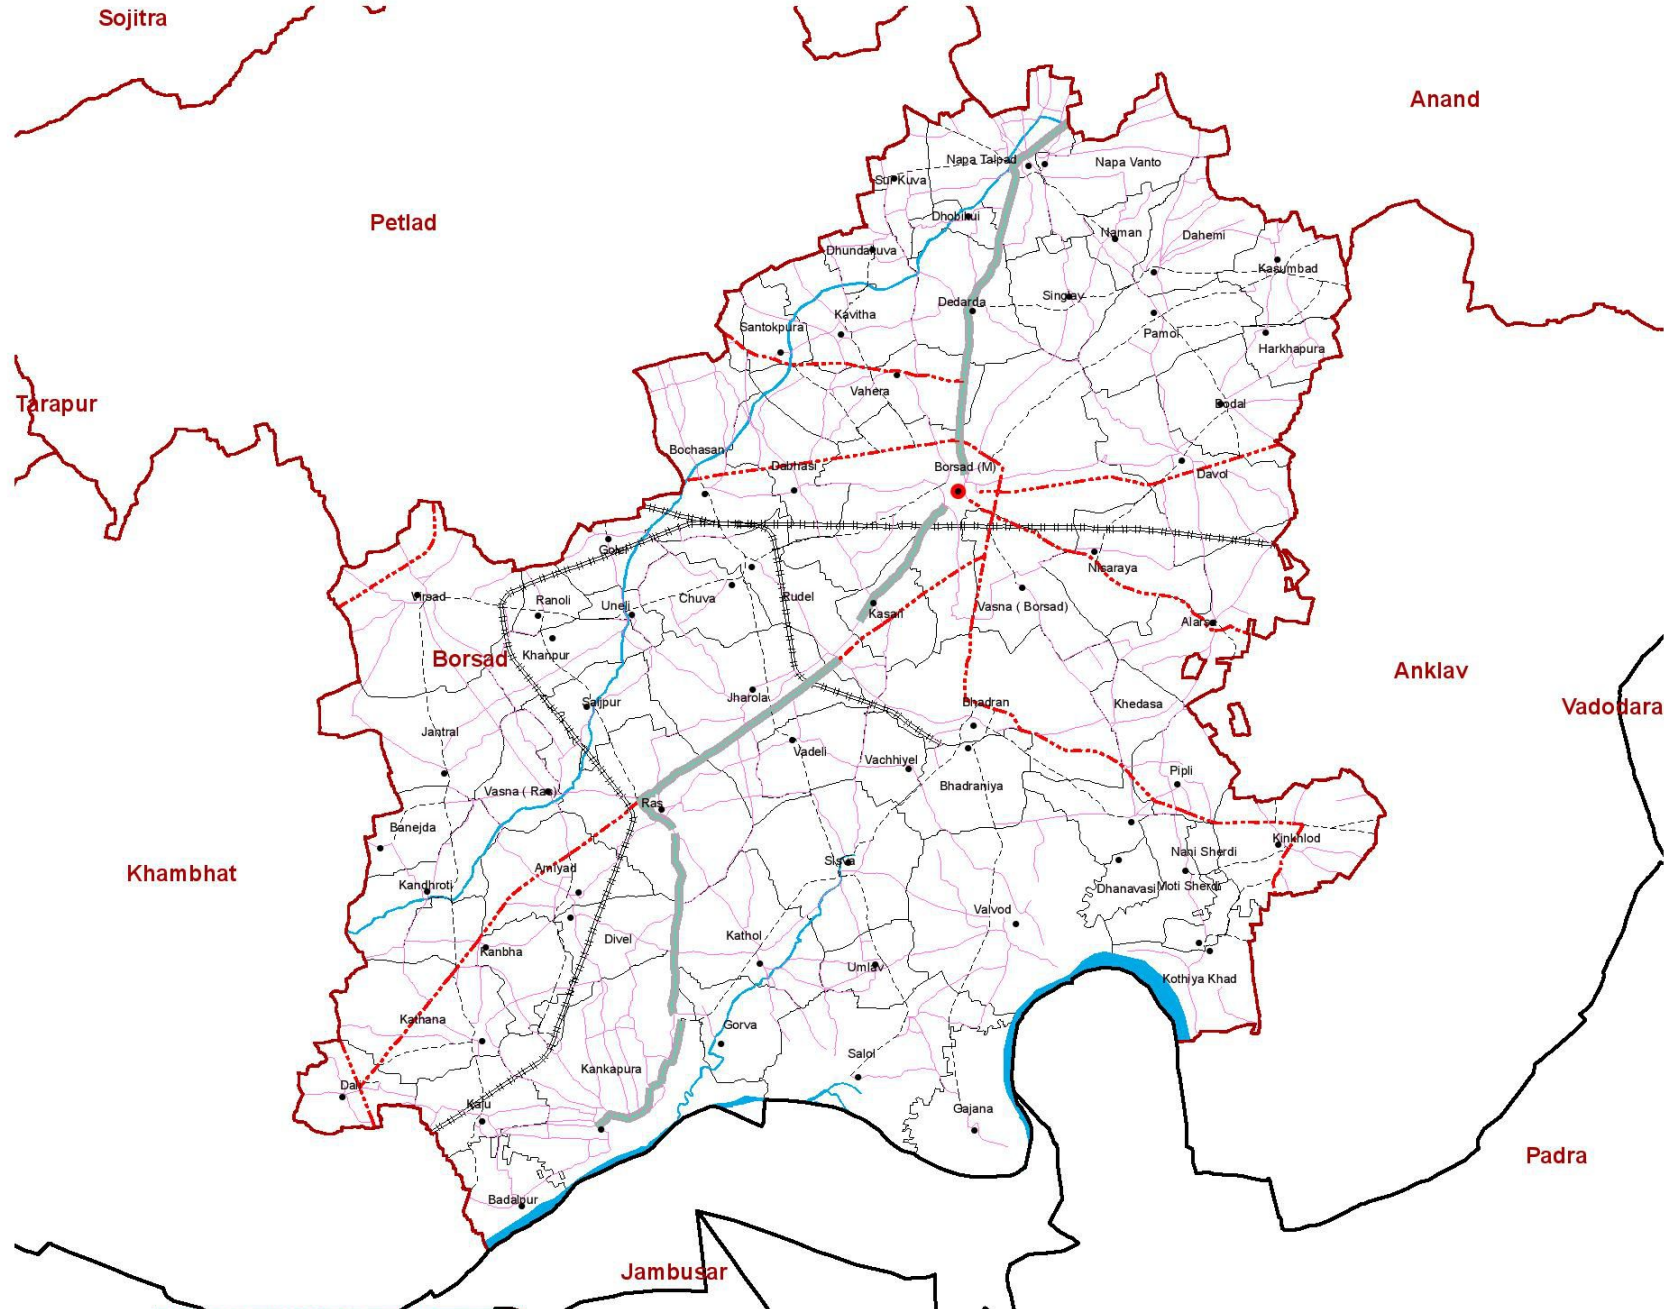 Sojitra
Anand
Napa Talpad
Napa Vanto
Sur Kuva
Petlad
Dhobikui
Naman
Dahemi
Dhundakuva
Kasumbad
Singlav
Dedarda
Kavitha
Santokpura
Pamol
Harkhapura
Vahera
Tarapur
Bodal
Bochasan
Dabhasi
Borsad (M)
Davol
Golel
Nisaraya
Virsad
Ranoli
Uneli
Chuva
Rudel
Kasari
Vasna ( Borsad)
Alarsa
Khanpur
Borsad
Anklav
Jharola
Saijpur
Bhadran
Khedasa
Vadodara
Jantral
Vadeli
Vachhiyel
Pipli
Bhadraniya
Vasna ( Ras)
Ras
Banejda
Kinkhlod
Nani Sherdi
Sisva
Khambhat
Amiyad
Kandhroti
Dhanavasi
Moti Sherdi
Valvod
Divel
Kathol
Kanbha
Umlav
Kothiya Khad
Kathana
Gorva
Salol
Kankapura
Dali
Kaju
Gajana
Padra
Badalpur
Jambusar